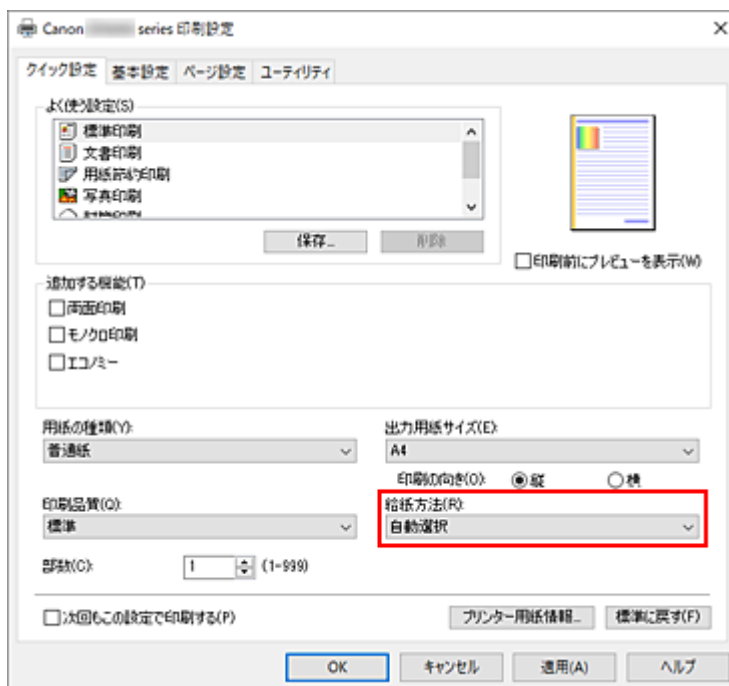 Canon series 印刷設定
クイック設定 基本設定 ページ設定 ユーティリティ
よく使う設定(S)
標準印刷
文書印刷
用紙節約印刷
写真印刷
保存...
削除
印刷前にプレビューを表示(W)
追加する機能(T)
両面印刷
モノクロ印刷
エコノミー
用紙の種類(Y):
普通紙
出力用紙サイズ(E):
A4
印刷の向き(O): 縦 横
印刷品質(Q):
標準
給紙方法(R):
自動選択
部数(C): 1 (1-999)
次回もこの設定で印刷する(P)
プリンター用紙情報... 標準に戻す(F)
OK キャンセル 適用(A) ヘルプ